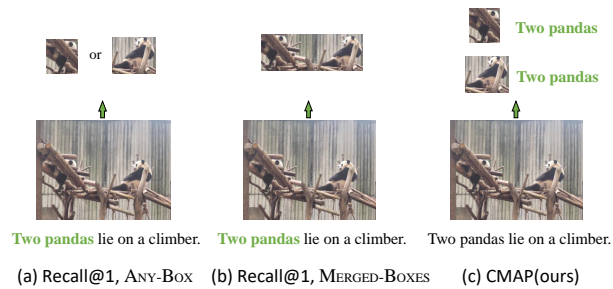 or
Two pandas
Two pandas
Two pandas lie on a climber.
Two pandas lie on a climber.
Two pandas lie on a climber.
(a) Recall@1, ANY-BOX
(b) Recall@1, MERGED-BOXES
(c) CMAP(ours)